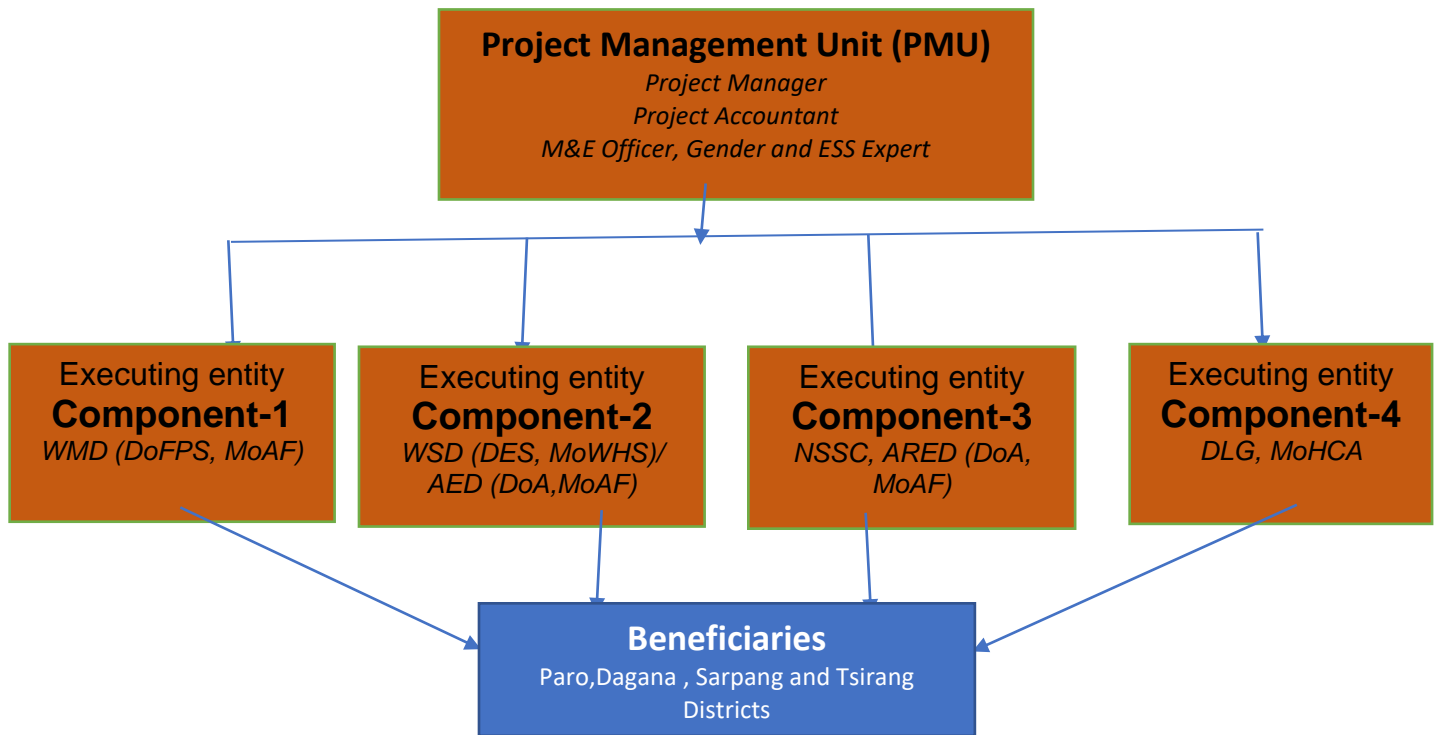 Project Management Unit (PMU)
Project Manager
Project Accountant
M&E Officer, Gender and ESS Expert
Executing entity
Component-1
WMD (DoFPS, MoAF)
Executing entity
Component-2
WSD (DES, MoWHS)/
AED (DoA,MoAF)
Executing entity
Component-3
NSSC, ARED (DoA,
MoAF)
Executing entity
Component-4
DLG, MoHCA
Beneficiaries
Paro,Dagana , Sarpang and Tsirang
Districts